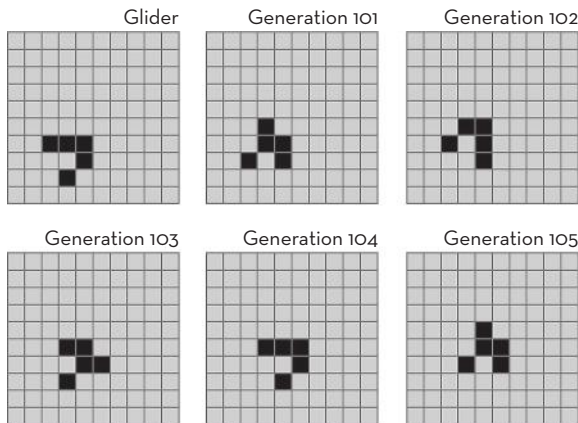 Glider
Generation 101
Generation 102
Generation 103
Generation 104
Generation 105